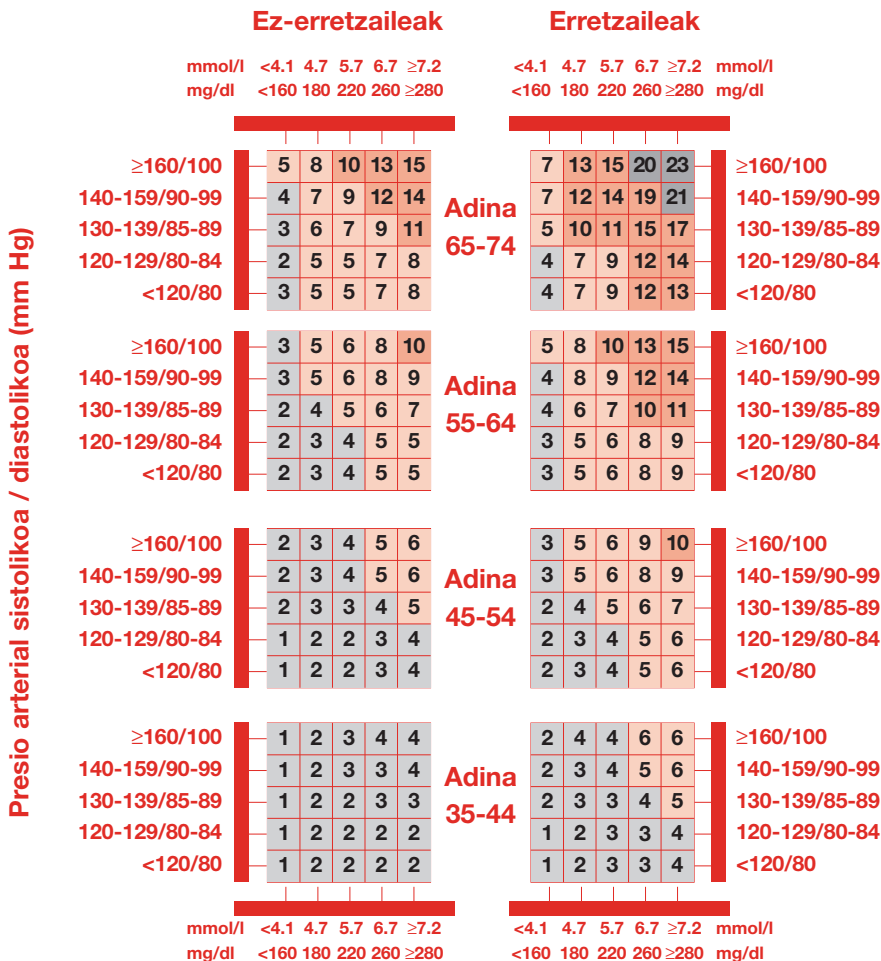 Ez-erretzaileak Erretzaileak
mmol/l <4.1 4.7 5.7 6.7 ≥7.2 <4.1 4.7 5.7 6.7 ≥7.2 mmol/l
mg/dl <160 180 220 260 ≥280 <160 180 220 260 ≥280 mg/dl
Presio arterial sistolikoa / diastolikoa (mm Hg)
≥160/100 5 8 10 13 15 7 13 15 20 23 ≥160/100
140-159/90-99 4 7 9 12 14 7 12 14 19 21 140-159/90-99
Adina
130-139/85-89 3 6 7 9 11 5 10 11 15 17 130-139/85-89
65-74
120-129/80-84 2 5 5 7 8 4 7 9 12 14 120-129/80-84
<120/80 3 5 5 7 8 4 7 9 12 13 <120/80
≥160/100 3 5 6 8 10 5 8 10 13 15 ≥160/100
140-159/90-99 3 5 6 8 9 4 8 9 12 14 140-159/90-99
Adina
130-139/85-89 2 4 5 6 7 4 6 7 10 11 130-139/85-89
55-64
120-129/80-84 2 3 4 5 5 3 5 6 8 9 120-129/80-84
<120/80 2 3 4 5 5 3 5 6 8 9 <120/80
≥160/100 2 3 4 5 6 3 5 6 9 10 ≥160/100
140-159/90-99 2 3 4 5 6 3 5 6 8 9 140-159/90-99
Adina
130-139/85-89 2 3 3 4 5 2 4 5 6 7 130-139/85-89
45-54
120-129/80-84 1 2 2 3 4 2 3 4 5 6 120-129/80-84
<120/80 1 2 2 3 4 2 3 4 5 6 <120/80
≥160/100 1 2 3 4 4 2 4 4 6 6 ≥160/100
140-159/90-99 1 2 3 3 4 2 3 4 5 6 140-159/90-99
Adina
130-139/85-89 1 2 2 3 3 2 3 3 4 5 130-139/85-89
35-44
120-129/80-84 1 2 2 2 2 1 2 3 3 4 120-129/80-84
<120/80 1 2 2 2 2 1 2 3 3 4 <120/80
mmol/l <4.1 4.7 5.7 6.7 ≥7.2 <4.1 4.7 5.7 6.7 ≥7.2 mmol/l
mg/dl <160 180 220 260 ≥280 <160 180 220 260 ≥280 mg/dl